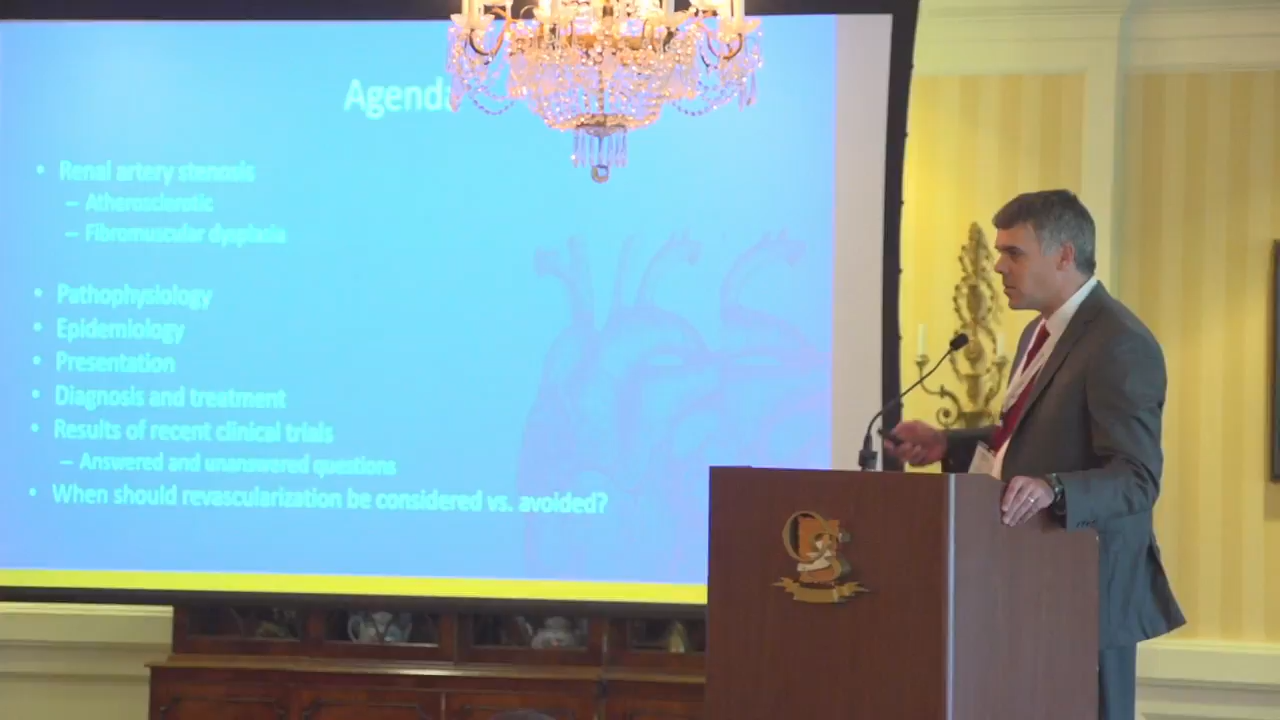 Agenda
• Renal artery stenosis
– Atherosclerotic
– Fibromuscular dysplasia
• Pathophysiology
• Epidemiology
• Presentation
• Diagnosis and treatment
• Results of recent clinical trials
– Answered and unanswered questions
• When should revascularization be considered vs. avoided?